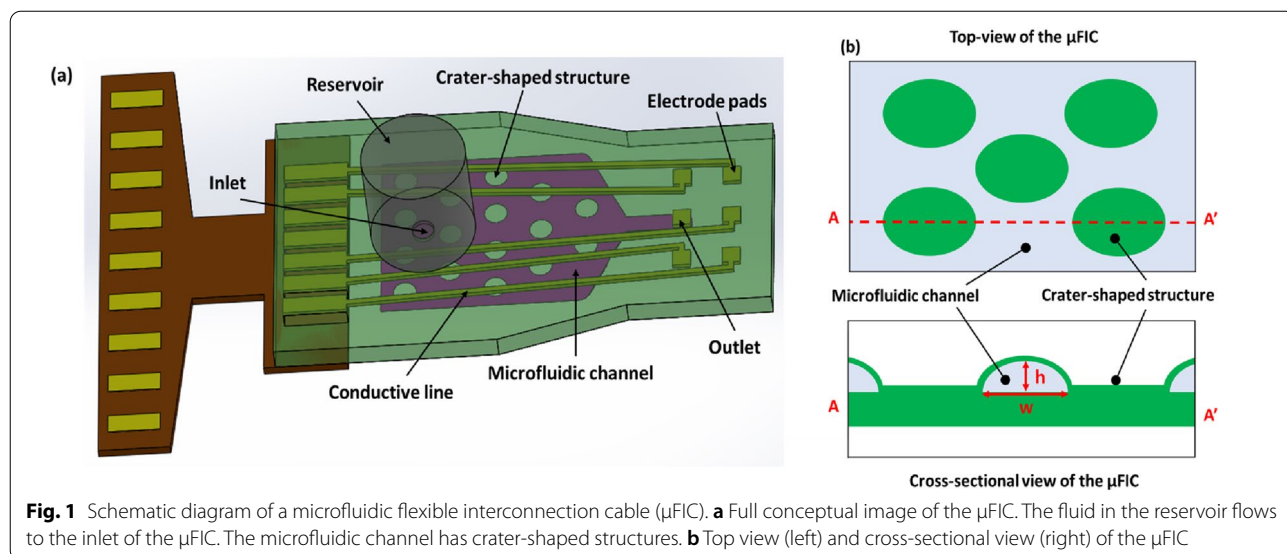 (a)
Reservoir
Crater-shaped structure
Electrode pads
Inlet
Outlet
Microfluidic channel
Conductive line
(b)
Top-view of the µFIC
A
A'
Microfluidic channel
Crater-shaped structure
h
w
A
A'
Cross-sectional view of the µFIC
Fig. 1 Schematic diagram of a microfluidic flexible interconnection cable (µFIC). a Full conceptual image of the µFIC. The fluid in the reservoir flows
to the inlet of the µFIC. The microfluidic channel has crater-shaped structures. b Top view (left) and cross-sectional view (right) of the µFIC